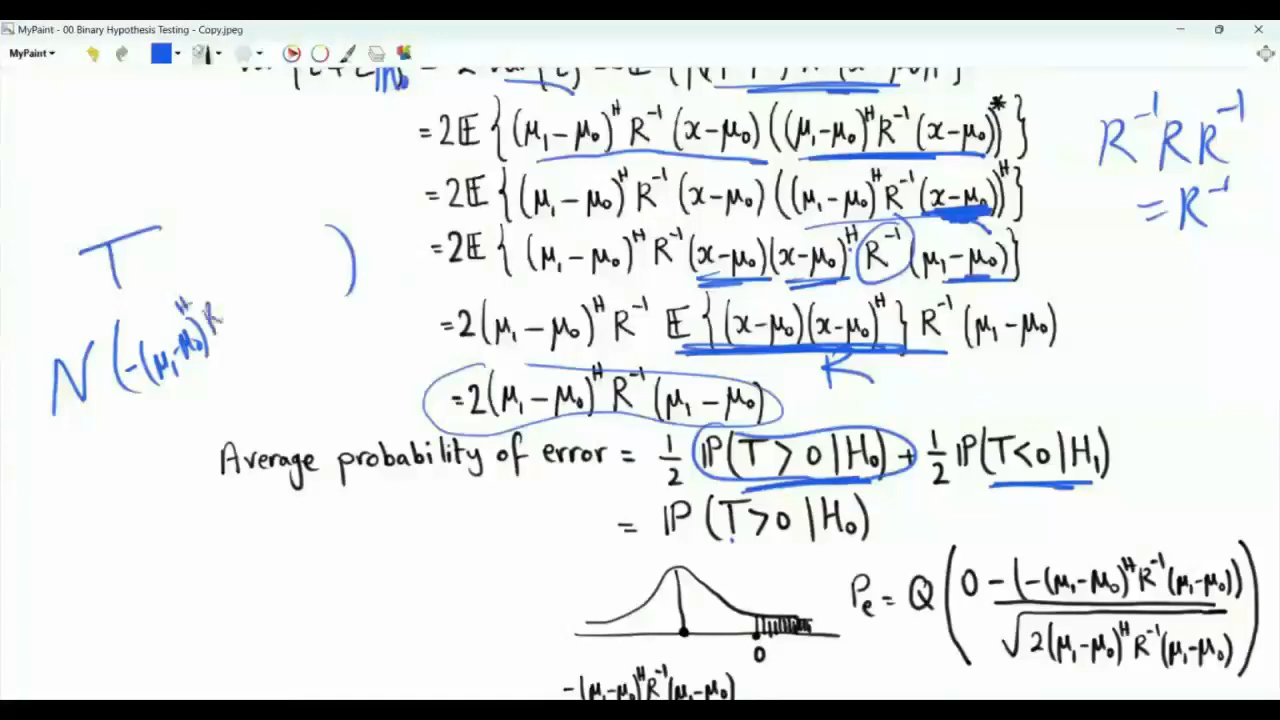 MyPaint - 00 Binary Hypothesis Testing - Copy.jpeg
MyPaint
= 2𝔼 {(μ₁ − μ₀)ᴴ R⁻¹ (x−μ₀) ((μ₁−μ₀)ᴴ R⁻¹ (x−μ₀))*}
R⁻¹RR⁻¹
= 2𝔼 {(μ₁ − μ₀)ᴴ R⁻¹ (x−μ₀) ((μ₁−μ₀)ᴴ R⁻¹ (x−μ₀))ᴴ}
= R⁻¹
= 2𝔼 { (μ₁ − μ₀)ᴴ R⁻¹ (x−μ₀)(x−μ₀)ᴴ R⁻¹ (μ₁ − μ₀)}
T )
= 2(μ₁ − μ₀)ᴴ R⁻¹ 𝔼 {(x−μ₀)(x−μ₀)ᴴ} R⁻¹ (μ₁ − μ₀)
N (−(μ₁−μ₀)ᴴ R
R
= 2(μ₁ − μ₀)ᴴ R⁻¹ (μ₁ − μ₀)
Average probability of error = 1/2 ℙ(T > 0 | H₀) + 1/2 ℙ(T<0 | H₁)
= ℙ (T>0 | H₀)
Pₑ = Q ( 0 − (−(μ₁−μ₀)ᴴ R⁻¹ (μ₁−μ₀)) / √2(μ₁−μ₀)ᴴ R⁻¹ (μ₁−μ₀) )
0
−(μ₁−μ₀)ᴴ R⁻¹ (μ₁−μ₀)